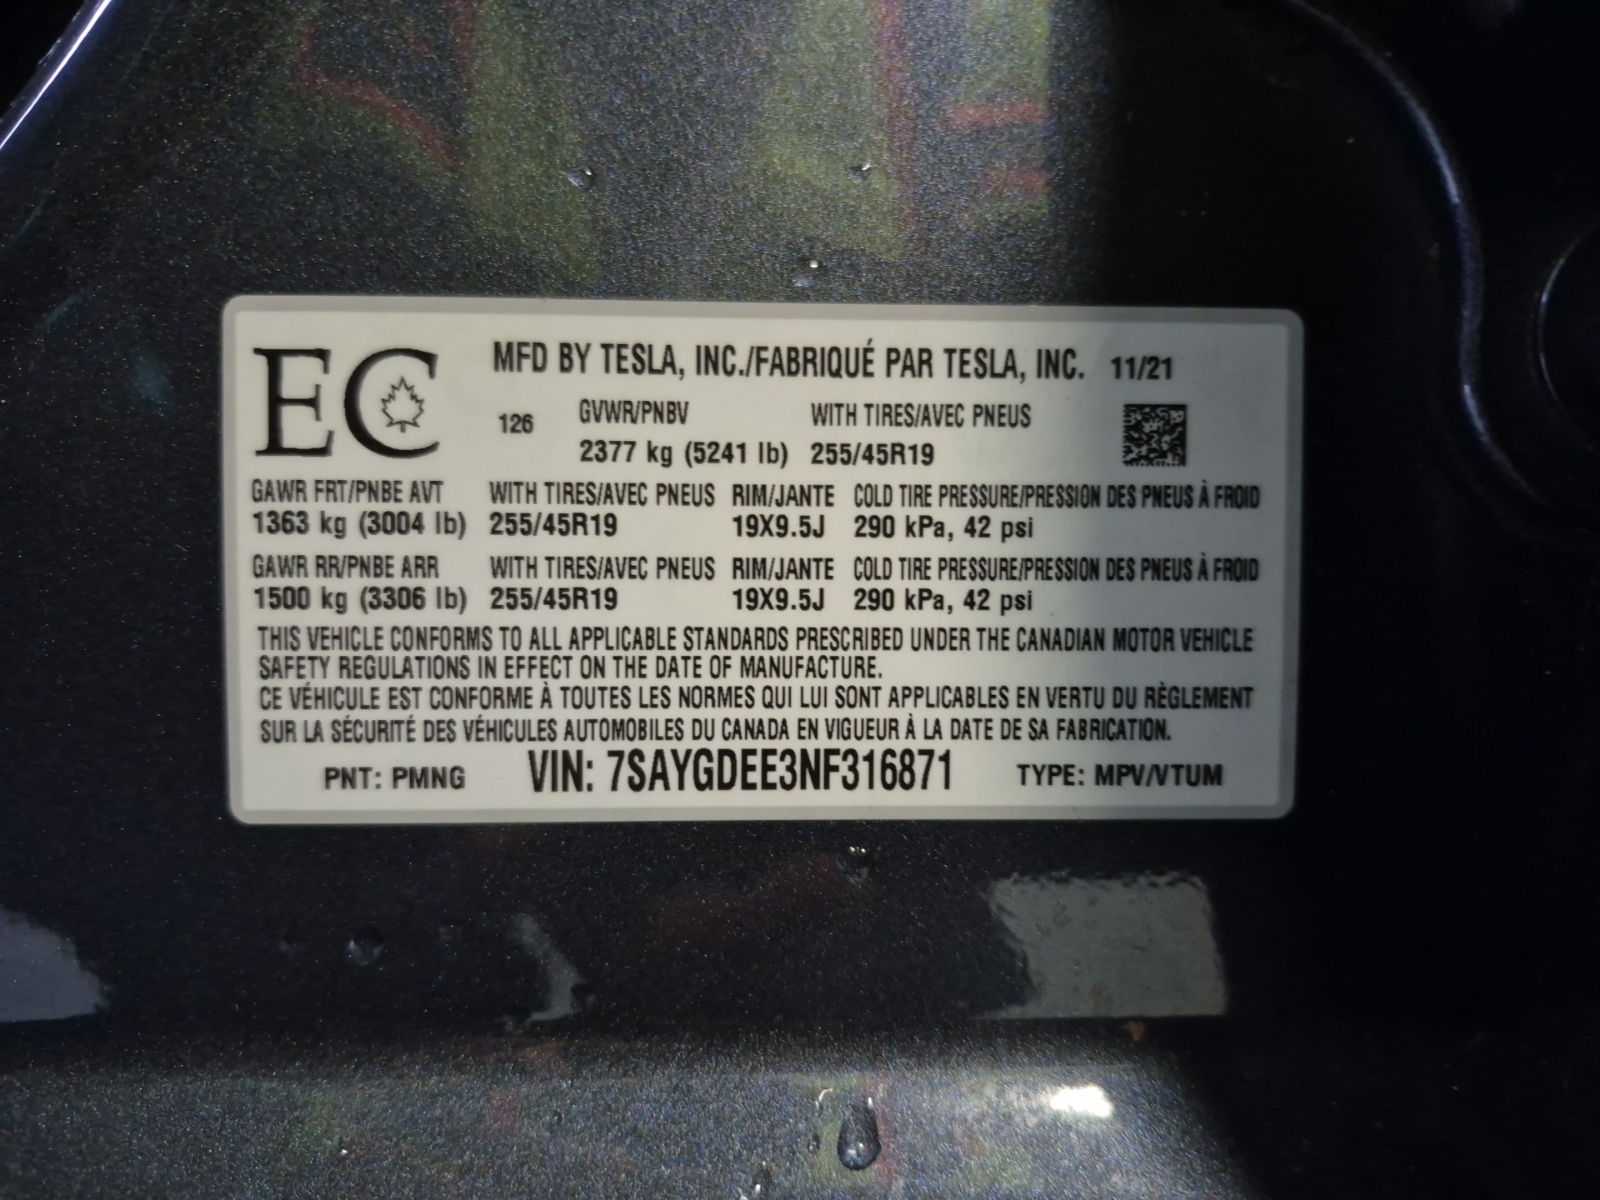 EC
MFD BY TESLA, INC./FABRIQUÉ PAR TESLA, INC. 11/21
126 GVWR/PNBV WITH TIRES/AVEC PNEUS
2377 kg (5241 lb) 255/45R19
GAWR FRT/PNBE AVT WITH TIRES/AVEC PNEUS RIM/JANTE COLD TIRE PRESSURE/PRESSION DES PNEUS À FROID
1363 kg (3004 lb) 255/45R19 19X9.5J 290 kPa, 42 psi
GAWR RR/PNBE ARR WITH TIRES/AVEC PNEUS RIM/JANTE COLD TIRE PRESSURE/PRESSION DES PNEUS À FROID
1500 kg (3306 lb) 255/45R19 19X9.5J 290 kPa, 42 psi
THIS VEHICLE CONFORMS TO ALL APPLICABLE STANDARDS PRESCRIBED UNDER THE CANADIAN MOTOR VEHICLE
SAFETY REGULATIONS IN EFFECT ON THE DATE OF MANUFACTURE.
CE VÉHICULE EST CONFORME À TOUTES LES NORMES QUI LUI SONT APPLICABLES EN VERTU DU RÈGLEMENT
SUR LA SÉCURITÉ DES VÉHICULES AUTOMOBILES DU CANADA EN VIGUEUR À LA DATE DE SA FABRICATION.
PNT: PMNG VIN: 7SAYGDEE3NF316871 TYPE: MPV/VTUM